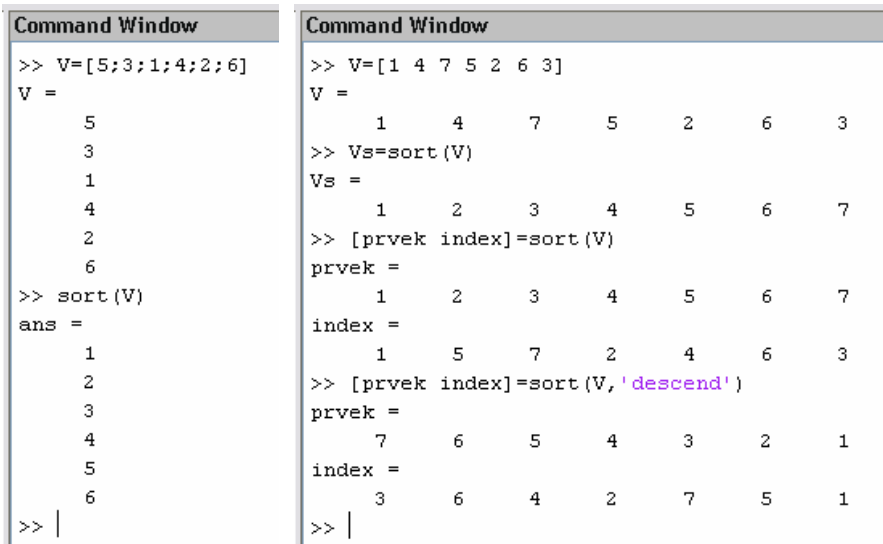 Command Window
>> V=[5;3;1;4;2;6]
V =
5
3
1
4
2
6
>> sort(V)
ans =
1
2
3
4
5
6
>>
Command Window
>> V=[1 4 7 5 2 6 3]
V =
1 4 7 5 2 6 3
>> Vs=sort(V)
Vs =
1 2 3 4 5 6 7
>> [prvek index]=sort(V)
prvek =
1 2 3 4 5 6 7
index =
1 5 7 2 4 6 3
>> [prvek index]=sort(V,'descend')
prvek =
7 6 5 4 3 2 1
index =
3 6 4 2 7 5 1
>>